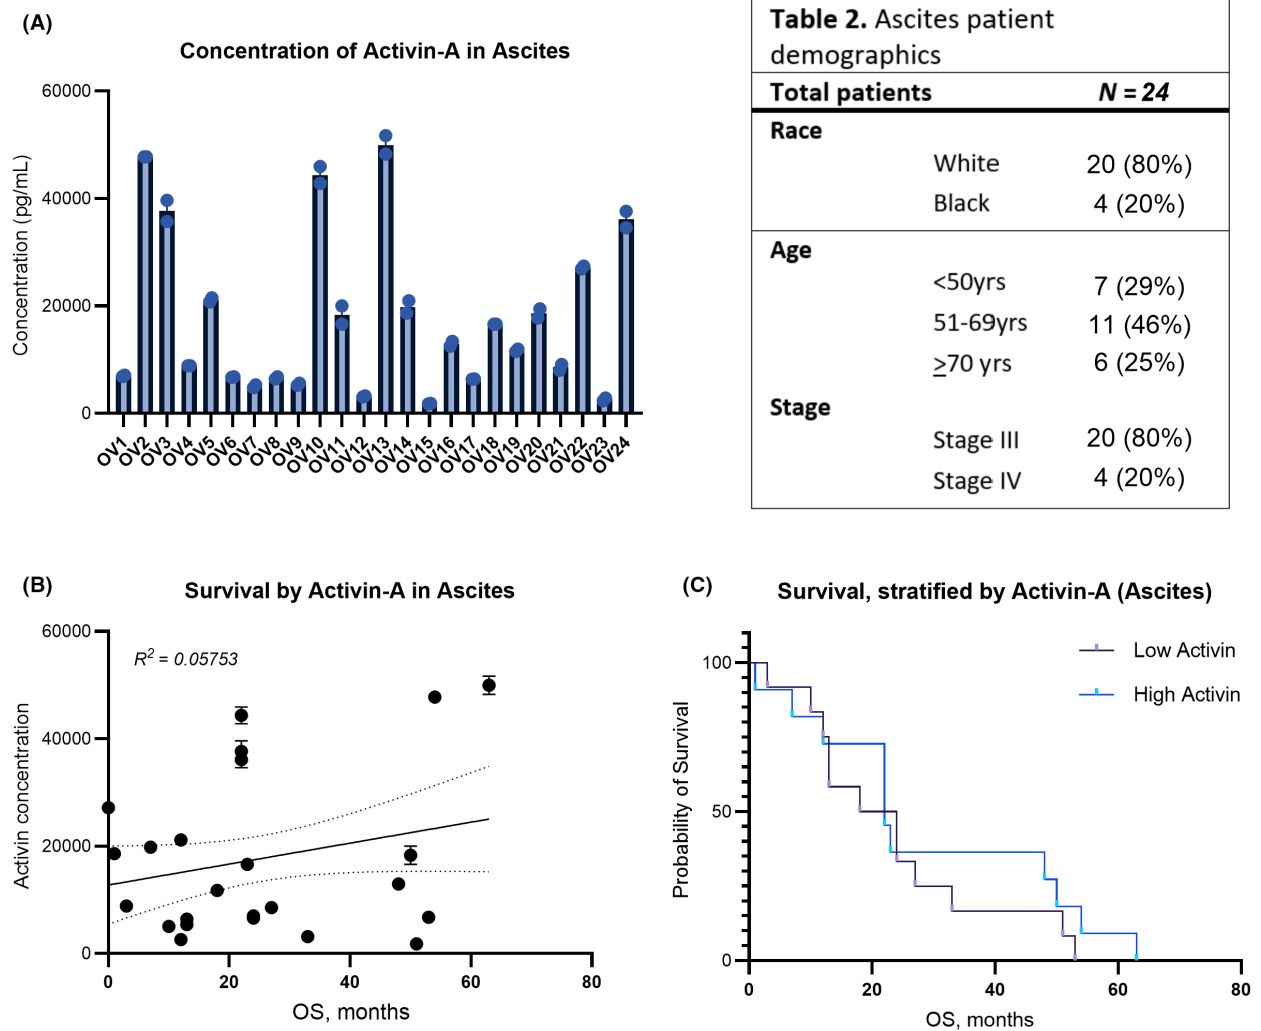 (A)
Concentration of Activin-A in Ascites
60000
40000
20000
0
Concentration (pg/mL)
OV1
OV2
OV3
OV4
OV5
OV6
OV7
OV8
OV9
OV10
OV11
OV12
OV13
OV14
OV15
OV16
OV17
OV18
OV19
OV20
OV21
OV22
OV23
OV24
Table 2. Ascites patient
demographics
Total patients N = 24
Race
White 20 (80%)
Black 4 (20%)
Age
<50yrs 7 (29%)
51-69yrs 11 (46%)
≥70 yrs 6 (25%)
Stage
Stage III 20 (80%)
Stage IV 4 (20%)
(B)
Survival by Activin-A in Ascites
60000
40000
20000
0
Activin concentration
R² = 0.05753
0 20 40 60 80
OS, months
(C)
Survival, stratified by Activin-A (Ascites)
Low Activin
High Activin
100
50
0
Probability of Survival
0 20 40 60 80
OS, months